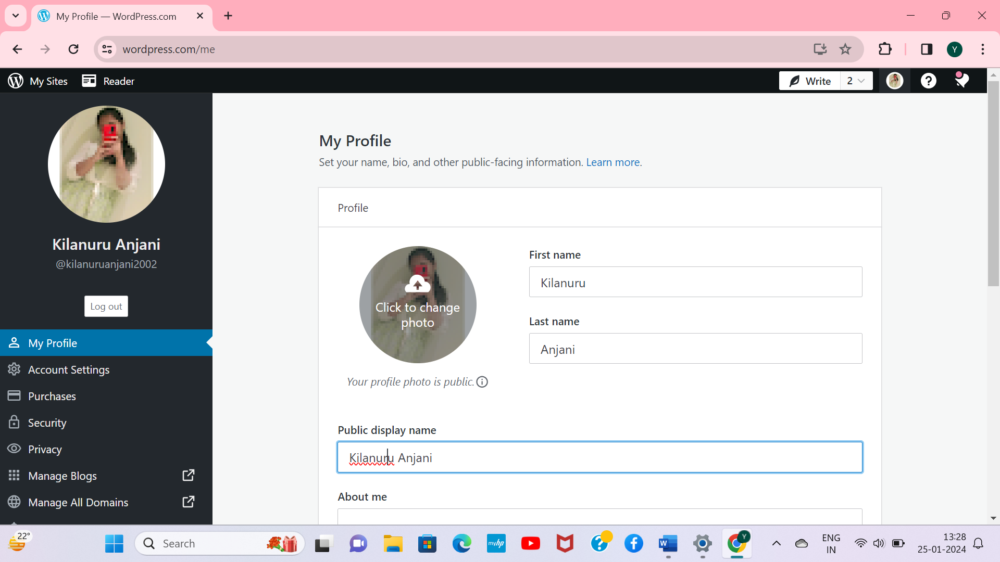 My Profile — WordPress.com
wordpress.com/me
Y
My Sites
Reader
Write
2
Kilanuru Anjani
@kilanuruanjani2002
Log out
My Profile
Account Settings
Purchases
Security
Privacy
Manage Blogs
Manage All Domains
My Profile
Set your name, bio, and other public-facing information. Learn more.
Profile
Click to change
photo
Your profile photo is public.
First name
Kilanuru
Last name
Anjani
Public display name
Kilanuru Anjani
About me
22°
Search
myhp
W
Y
ENG
IN
13:28
25-01-2024